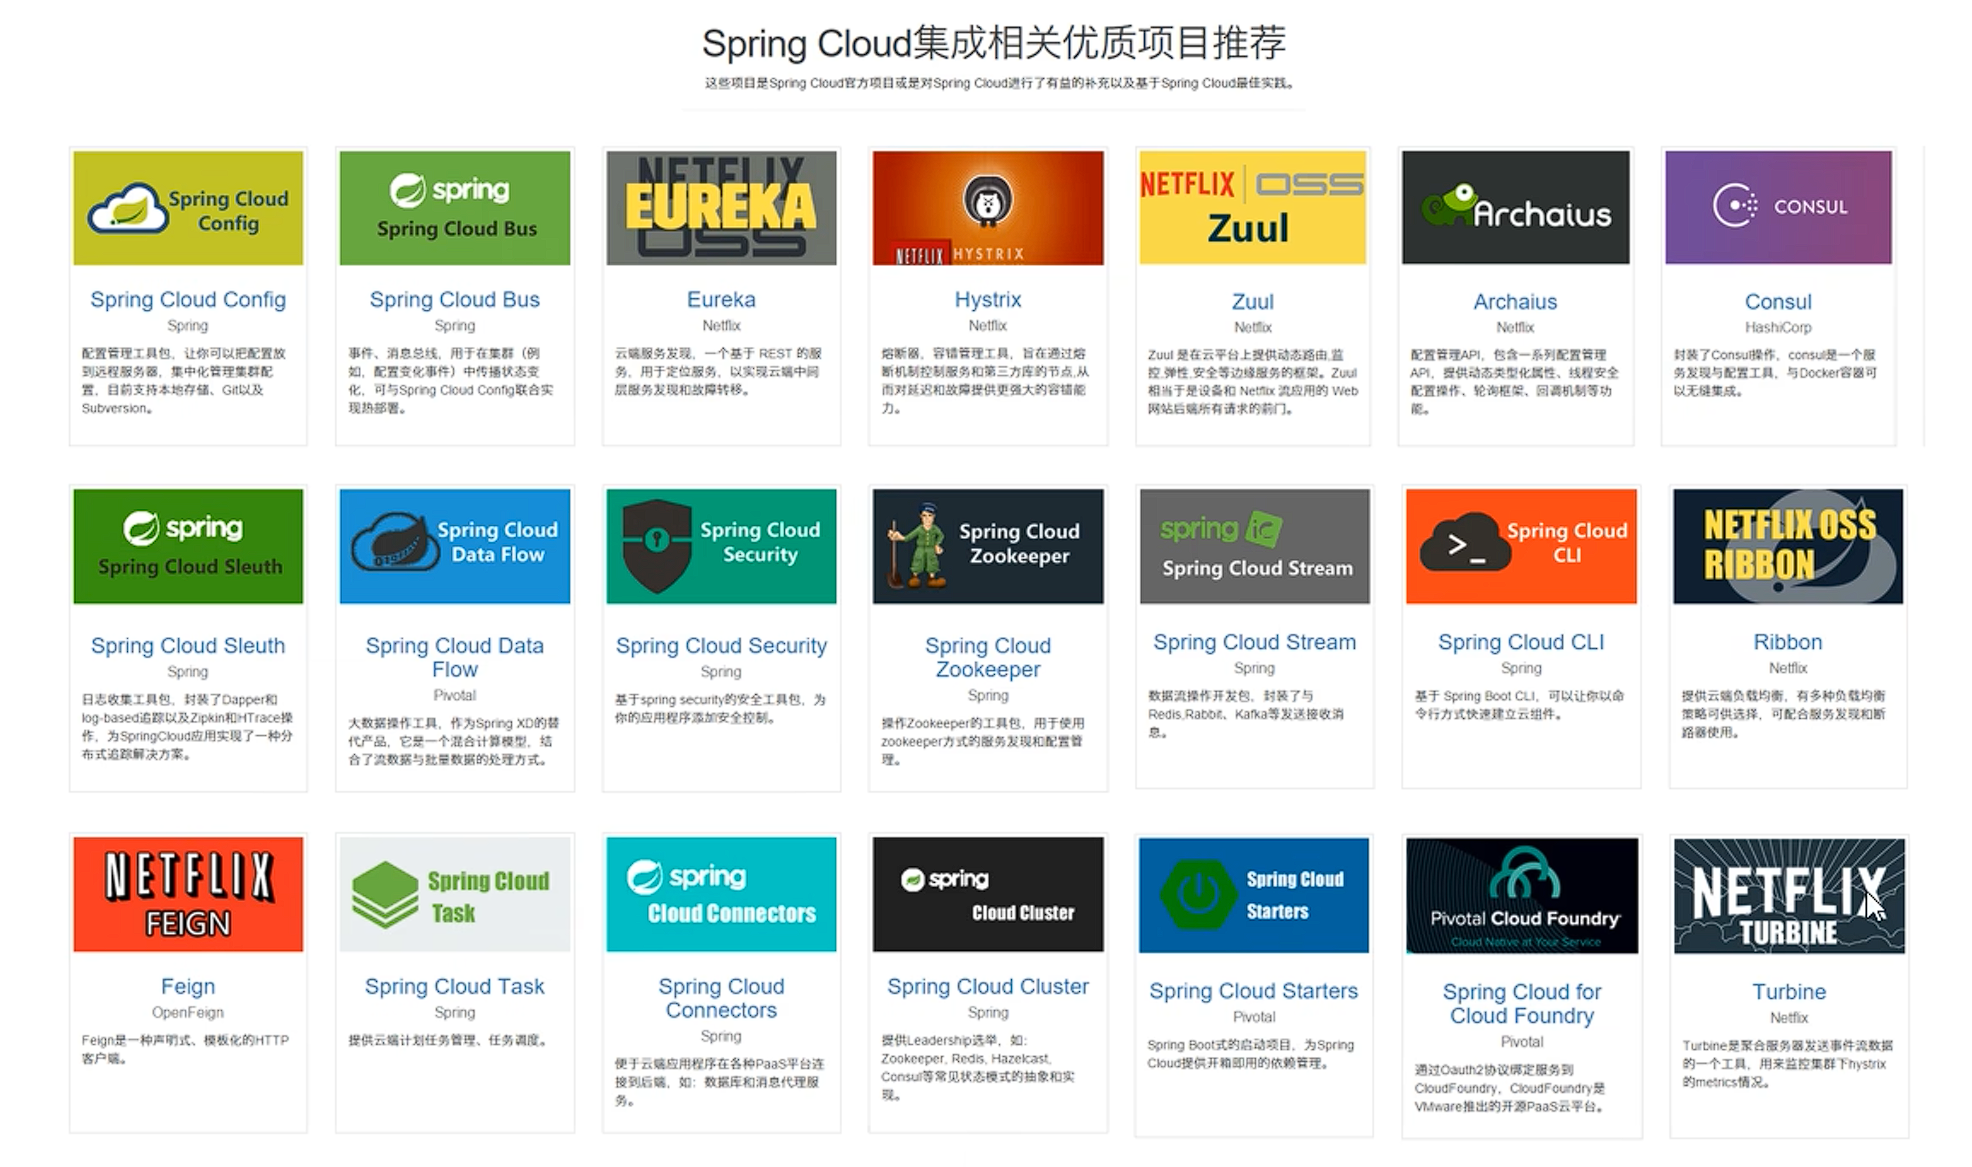 Spring Cloud集成相关优质项目推荐
这些项目是Spring Cloud官方项目或是对Spring Cloud进行了有益的补充以及基于Spring Cloud最佳实践。
Spring Cloud
Config
Spring Cloud Config
Spring
配置管理工具包，让你可以把配置放
到远程服务器，集中化管理集群配
置，目前支持本地存储、Git以及
Subversion。
spring
Spring Cloud Bus
Spring Cloud Bus
Spring
事件、消息总线，用于在集群（例
如，配置变化事件）中传播状态变
化，可与Spring Cloud Config联合实
现热部署。
NETFLIX
EUREKA
OSS
Eureka
Netflix
云端服务发现，一个基于 REST 的服
务，用于定位服务，以实现云端中间
层服务发现和故障转移。
NETFLIX HYSTRIX
Hystrix
Netflix
熔断器，容错管理工具，旨在通过熔
断机制控制服务和第三方库的节点,从
而对延迟和故障提供更强大的容错能
力。
NETFLIX OSS
Zuul
Zuul
Netflix
Zuul 是在云平台上提供动态路由,监
控,弹性,安全等边缘服务的框架。Zuul
相当于是设备和 Netflix 流应用的 Web
网站后端所有请求的前门。
Archaius
Archaius
Netflix
配置管理API，包含一系列配置管理
API，提供动态类型化属性、线程安全
配置操作、轮询框架、回调机制等功
能。
CONSUL
Consul
HashiCorp
封装了Consul操作，consul是一个服
务发现与配置工具，与Docker容器可
以无缝集成。
spring
Spring Cloud Sleuth
Spring Cloud Sleuth
Spring
日志收集工具包，封装了Dapper和
log-based追踪以及Zipkin和HTrace操
作，为SpringCloud应用实现了一种分
布式追踪解决方案。
Spring Cloud
Data Flow
Spring Cloud Data
Flow
Pivotal
大数据操作工具，作为Spring XD的替
代产品，它是一个混合计算模型，结
合了流数据与批量数据的处理方式。
Spring Cloud
Security
Spring Cloud Security
Spring
基于spring security的安全工具包，为
你的应用程序添加安全控制。
Spring Cloud
Zookeeper
Spring Cloud
Zookeeper
Spring
操作Zookeeper的工具包，用于使用
zookeeper方式的服务发现和配置管
理。
spring
Spring Cloud Stream
Spring Cloud Stream
Spring
数据流操作开发包，封装了与
Redis,Rabbit、Kafka等发送接收消
息。
Spring Cloud
CLI
Spring Cloud CLI
Spring
基于 Spring Boot CLI，可以让你以命
令行方式快速建立云组件。
NETFLIX OSS
RIBBON
Ribbon
Netflix
提供云端负载均衡，有多种负载均衡
策略可供选择，可配合服务发现和断
路器使用。
NETFLIX
FEIGN
Feign
OpenFeign
Feign是一种声明式、模板化的HTTP
客户端。
Spring Cloud
Task
Spring Cloud Task
Spring
提供云端计划任务管理、任务调度。
spring
Cloud Connectors
Spring Cloud
Connectors
Spring
便于云端应用程序在各种PaaS平台连
接到后端，如：数据库和消息代理服
务。
spring
Cloud Cluster
Spring Cloud Cluster
Spring
提供Leadership选举，如：
Zookeeper, Redis, Hazelcast,
Consul等常见状态模式的抽象和实
现。
Spring Cloud
Starters
Spring Cloud Starters
Pivotal
Spring Boot式的启动项目，为Spring
Cloud提供开箱即用的依赖管理。
Pivotal Cloud Foundry
Cloud Native at Your Service
Spring Cloud for
Cloud Foundry
Pivotal
通过Oauth2协议绑定服务到
CloudFoundry，CloudFoundry是
VMware推出的开源PaaS云平台。
NETFLIX
TURBINE
Turbine
Netflix
Turbine是聚合服务器发送事件流数据
的一个工具，用来监控集群下hystrix
的metrics情况。